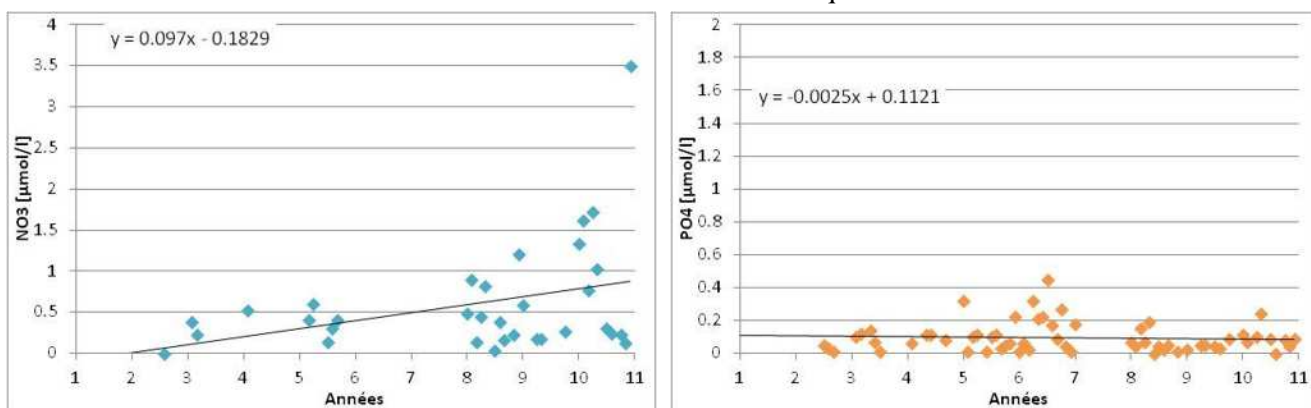 y = 0.097x - 0.1829
NO3 [µmol/l]
4
3.5
3
2.5
2
1.5
1
0.5
0
1 2 3 4 5 6 7 8 9 10 11
Années
y = -0.0025x + 0.1121
PO4 [µmol/l]
2
1.8
1.6
1.4
1.2
1
0.8
0.6
0.4
0.2
0
1 2 3 4 5 6 7 8 9 10 11
Années